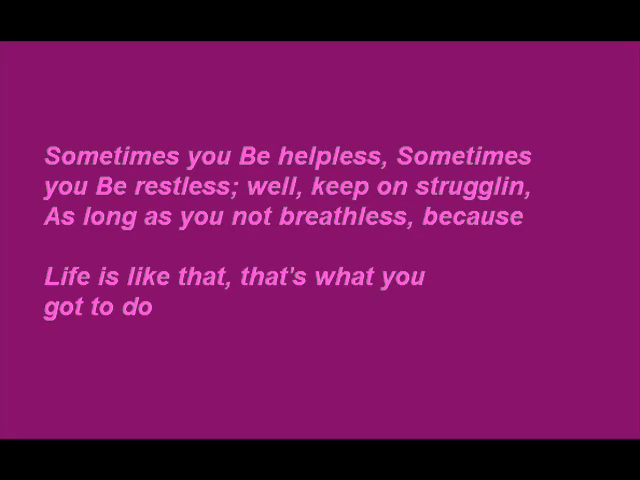 Sometimes you Be helpless, Sometimes
you Be restless; well, keep on strugglin,
As long as you not breathless, because
Life is like that, that's what you
got to do